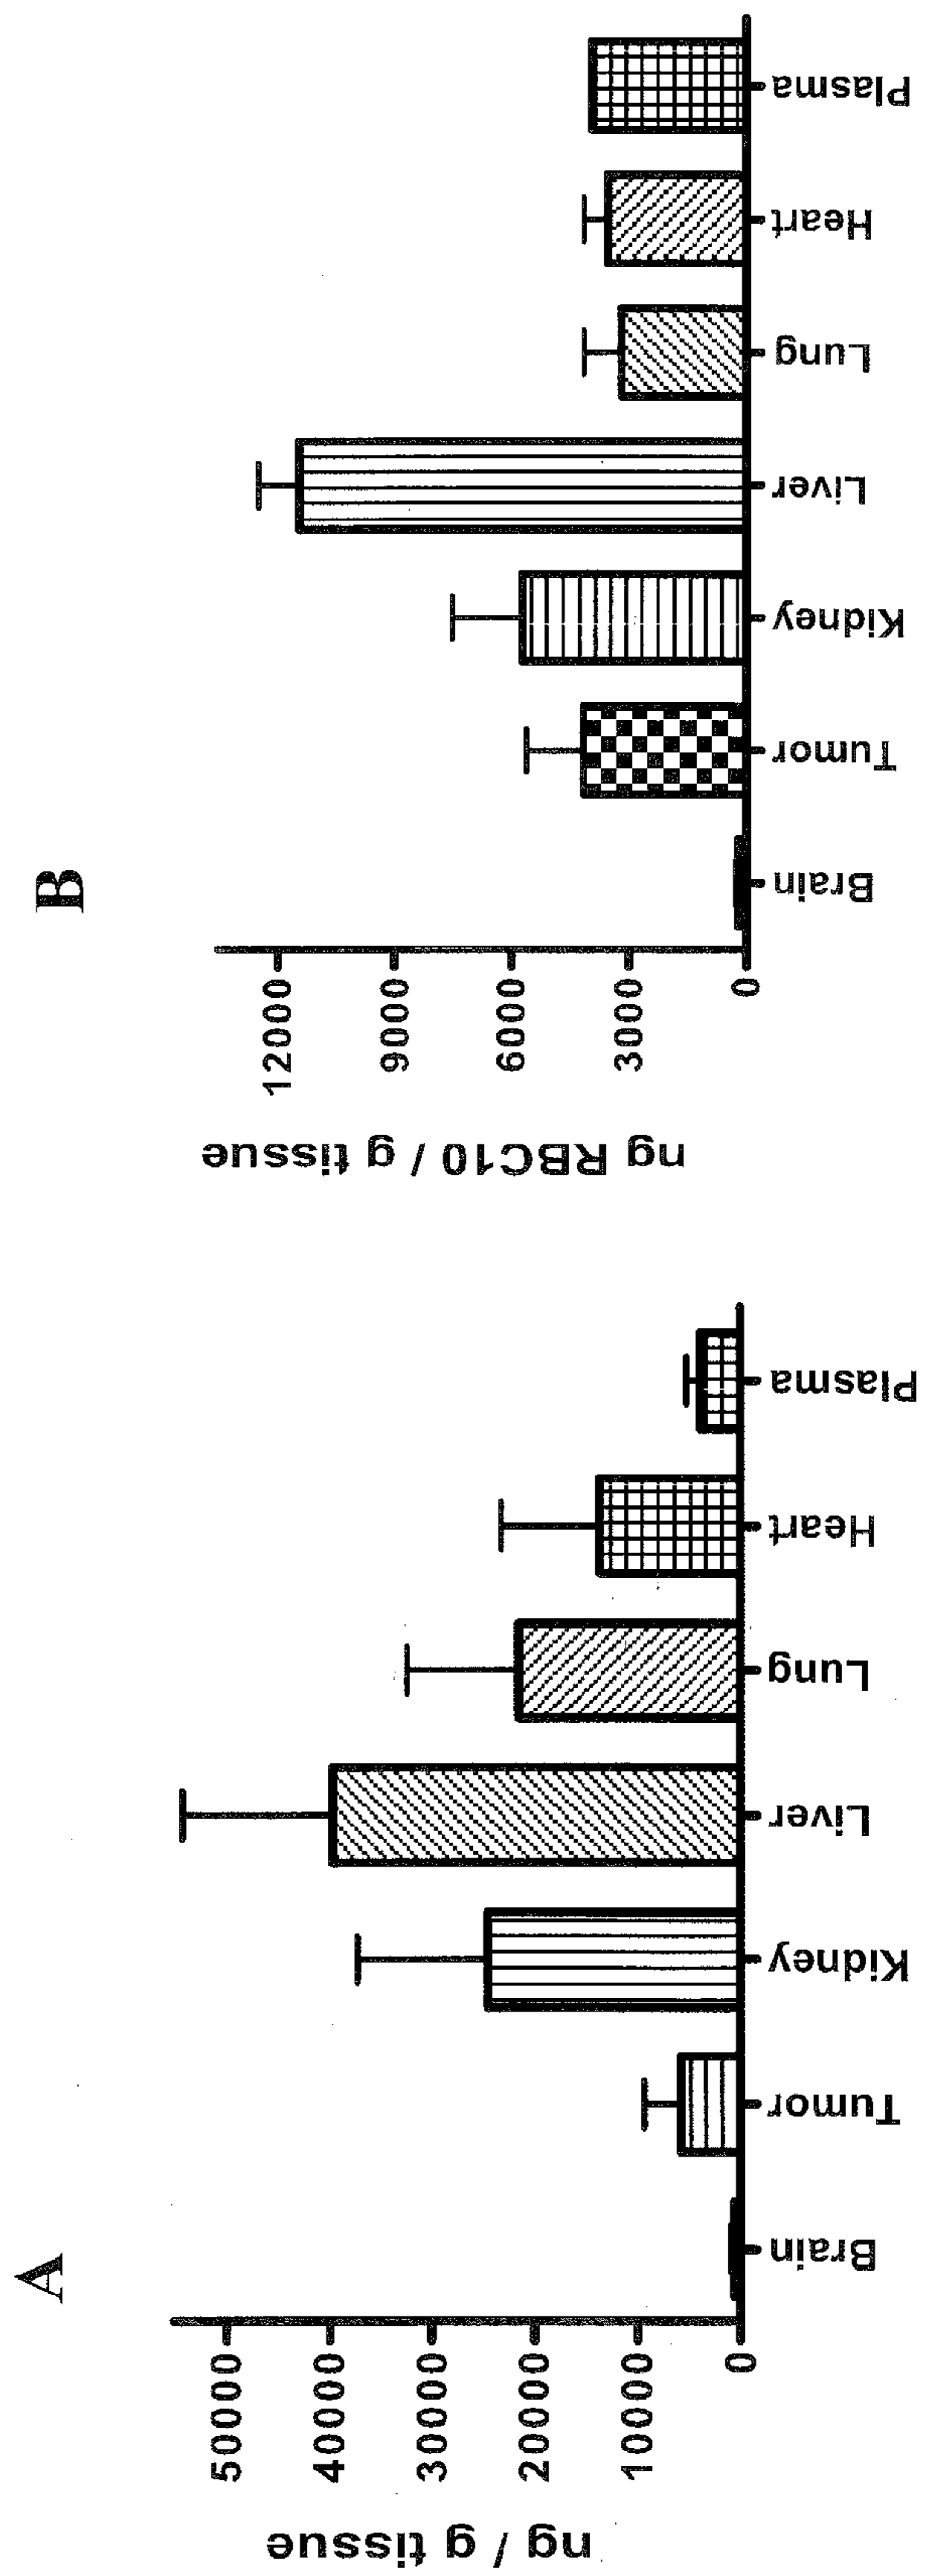 A
ng / g tissue
50000
40000
30000
20000
10000
0
Brain
Tumor
Kidney
Liver
Lung
Heart
Plasma
B
ng RBC10 / g tissue
12000
9000
6000
3000
0
Brain
Tumor
Kidney
Liver
Lung
Heart
Plasma